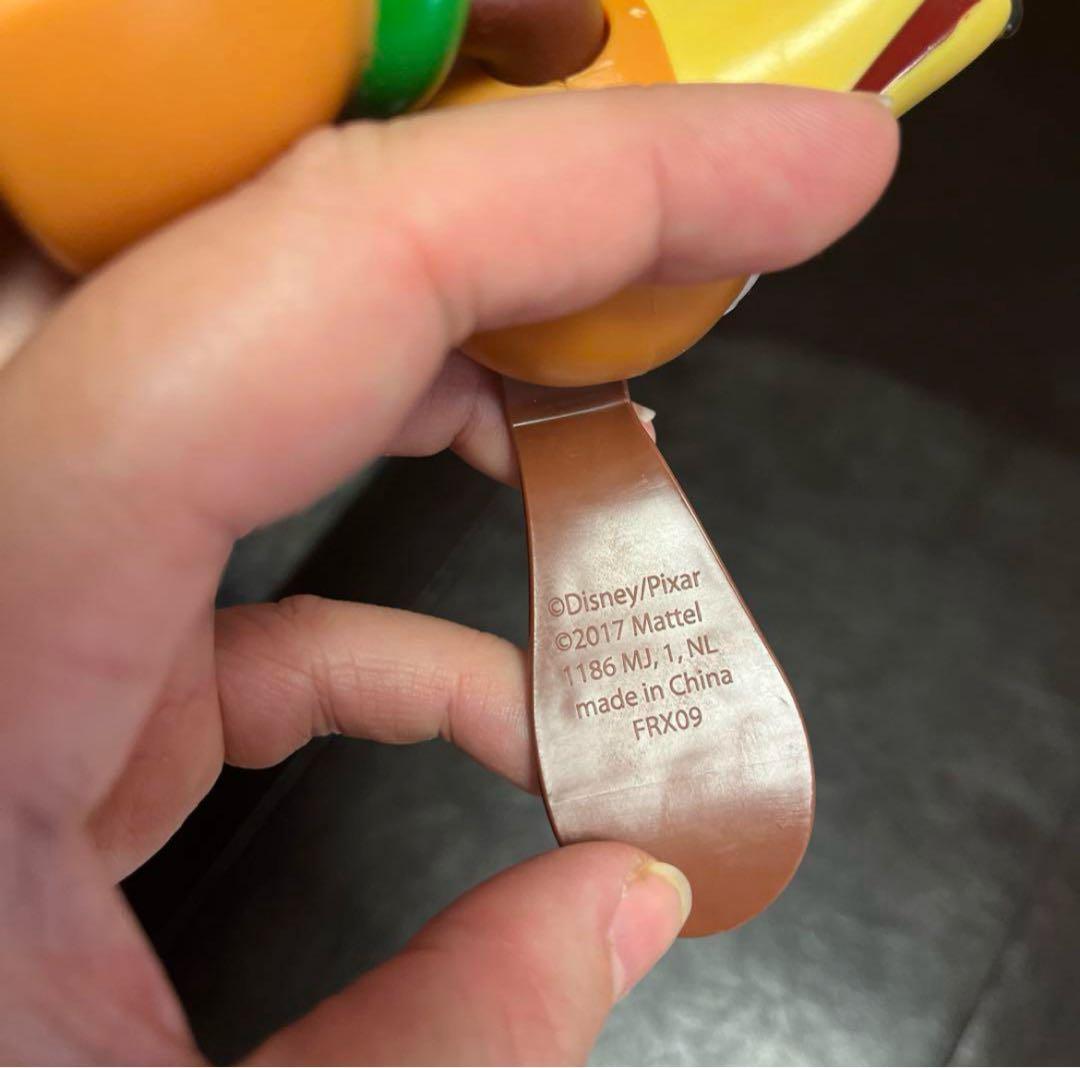 ©Disney/Pixar
©2017 Mattel
1186 MJ, 1, NL
made in China
FRX09